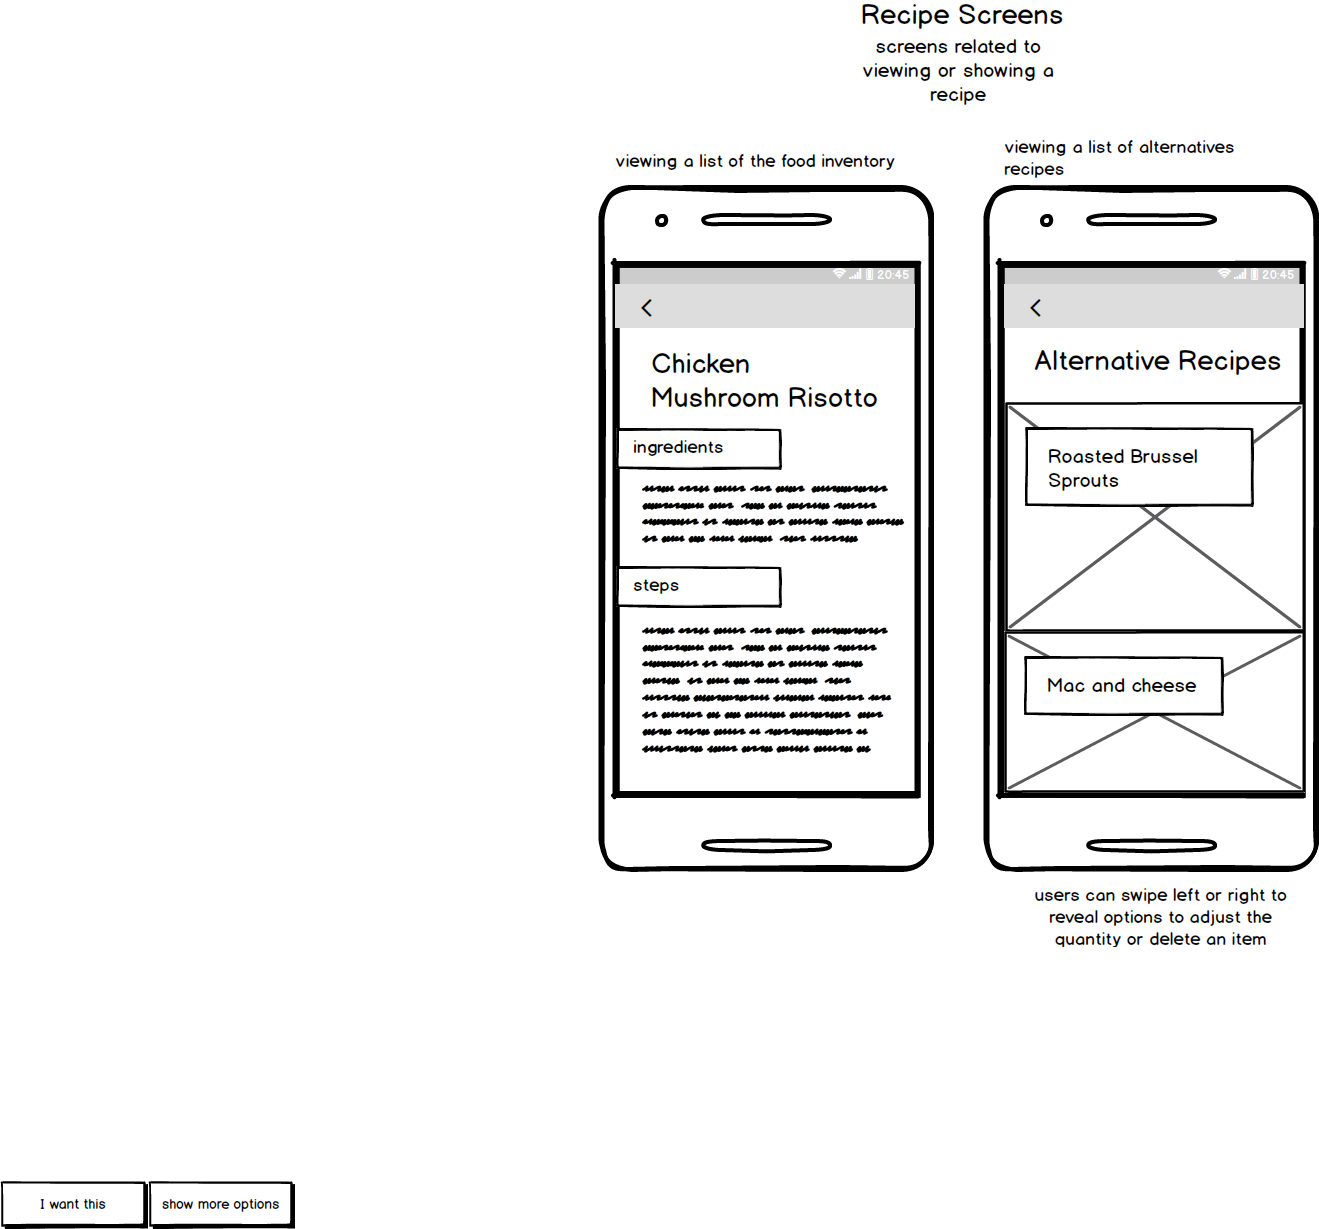 Recipe Screens
screens related to
viewing or showing a
recipe
viewing a list of the food inventory
20:45
Chicken
Mushroom Risotto
ingredients
steps
viewing a list of alternatives
recipes
20:45
Alternative Recipes
Roasted Brussel
Sprouts
Mac and cheese
users can swipe left or right to
reveal options to adjust the
quantity or delete an item
I want this
show more options